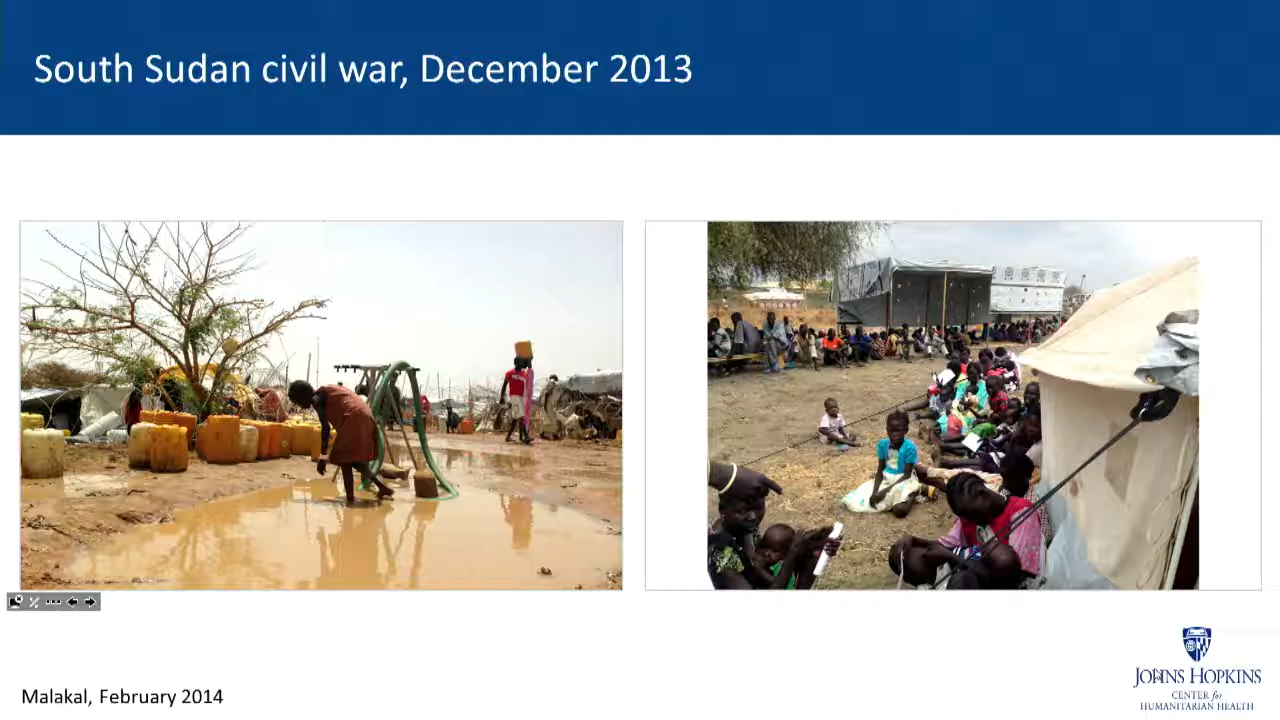 South Sudan civil war, December 2013
Malakal, February 2014
JOHNS HOPKINS
CENTER for
HUMANITARIAN HEALTH